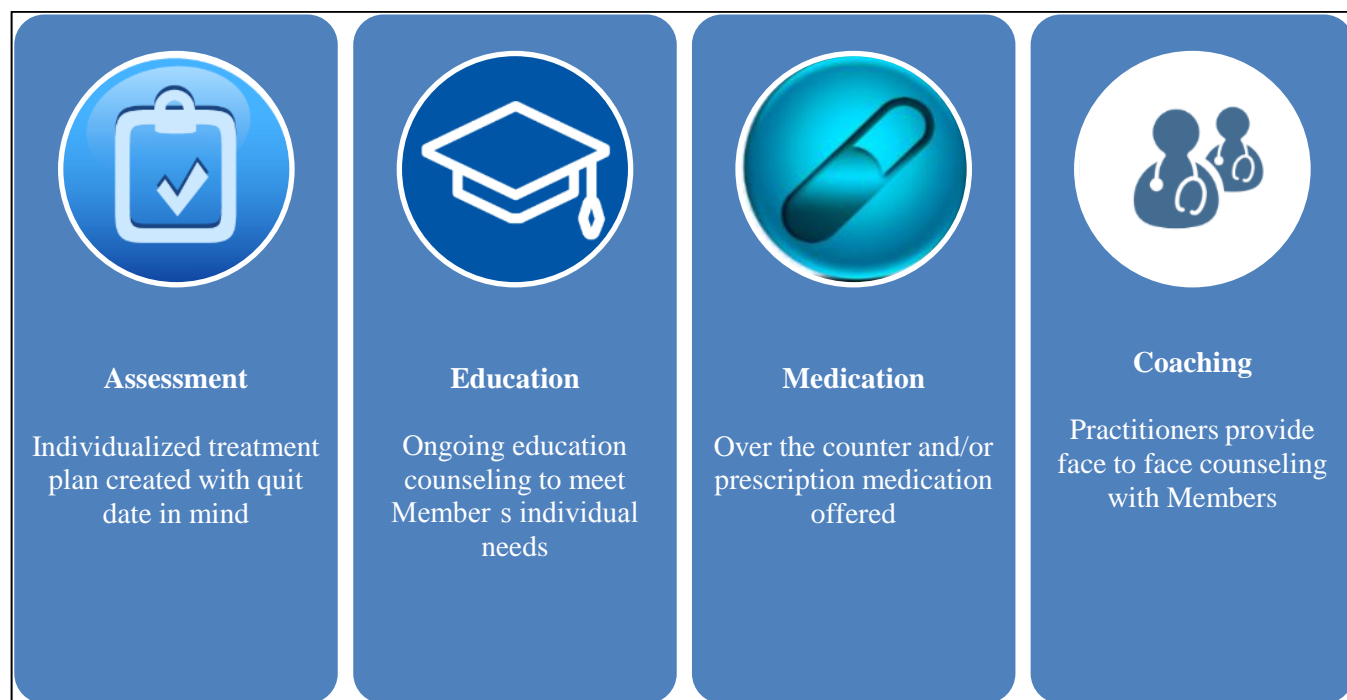 Assessment
Individualized treatment
plan created with quit
date in mind
Education
Ongoing education
counseling to meet
Member s individual
needs
Medication
Over the counter and/or
prescription medication
offered
Coaching
Practitioners provide
face to face counseling
with Members